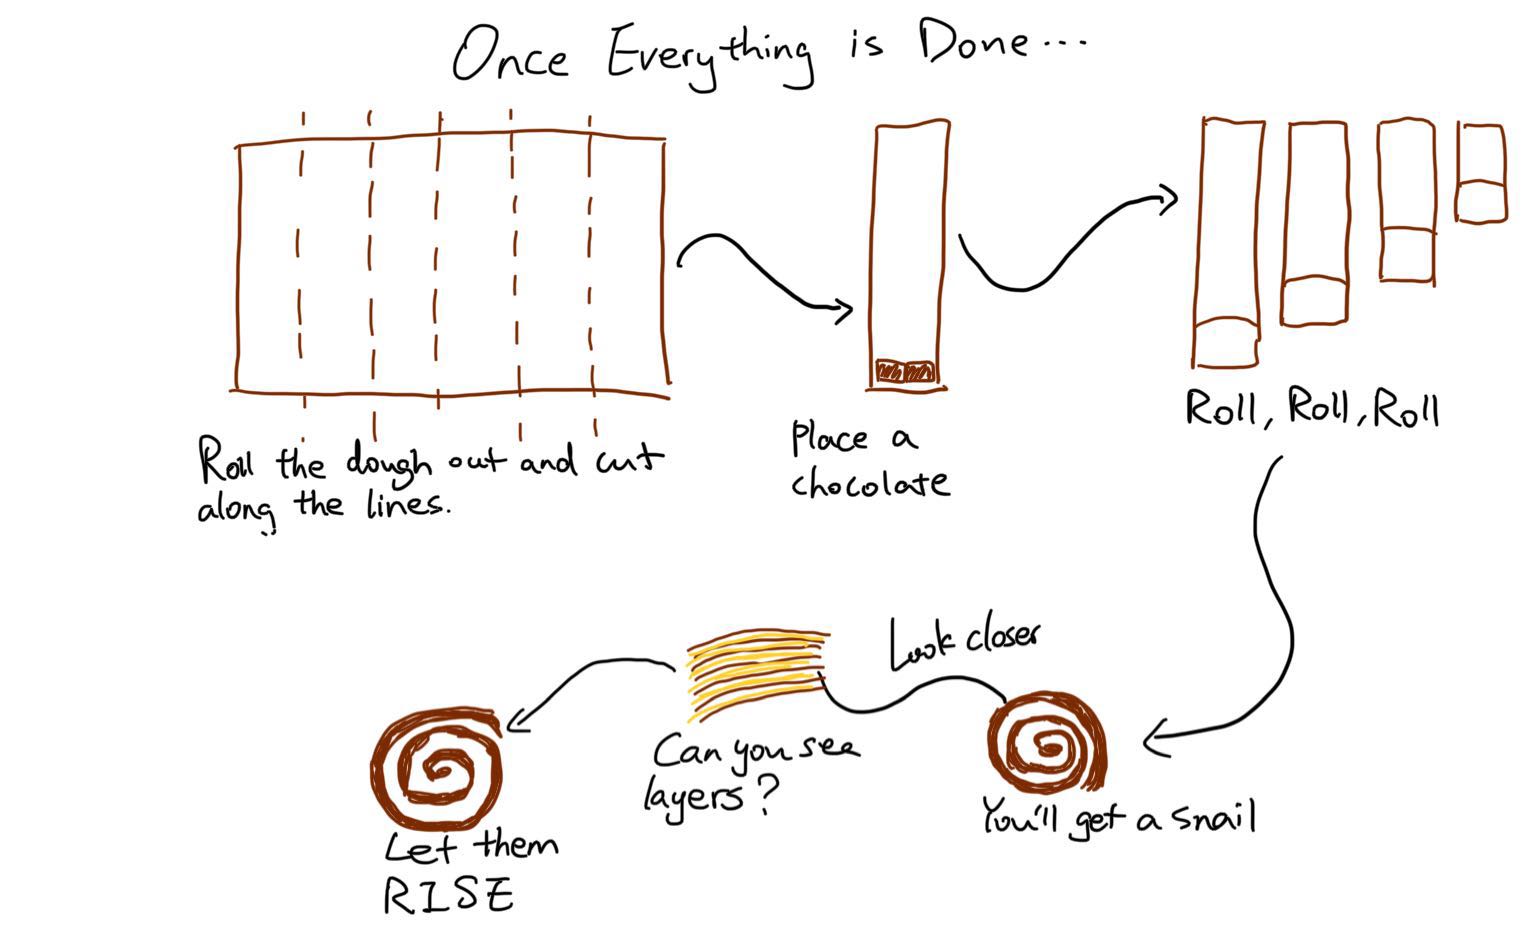 Once Everything is Done...
Roll the dough out and cut
along the lines.
Place a
chocolate
Roll, Roll, Roll
You'll get a snail
Look closer
Can you see
layers?
Let them
RISE